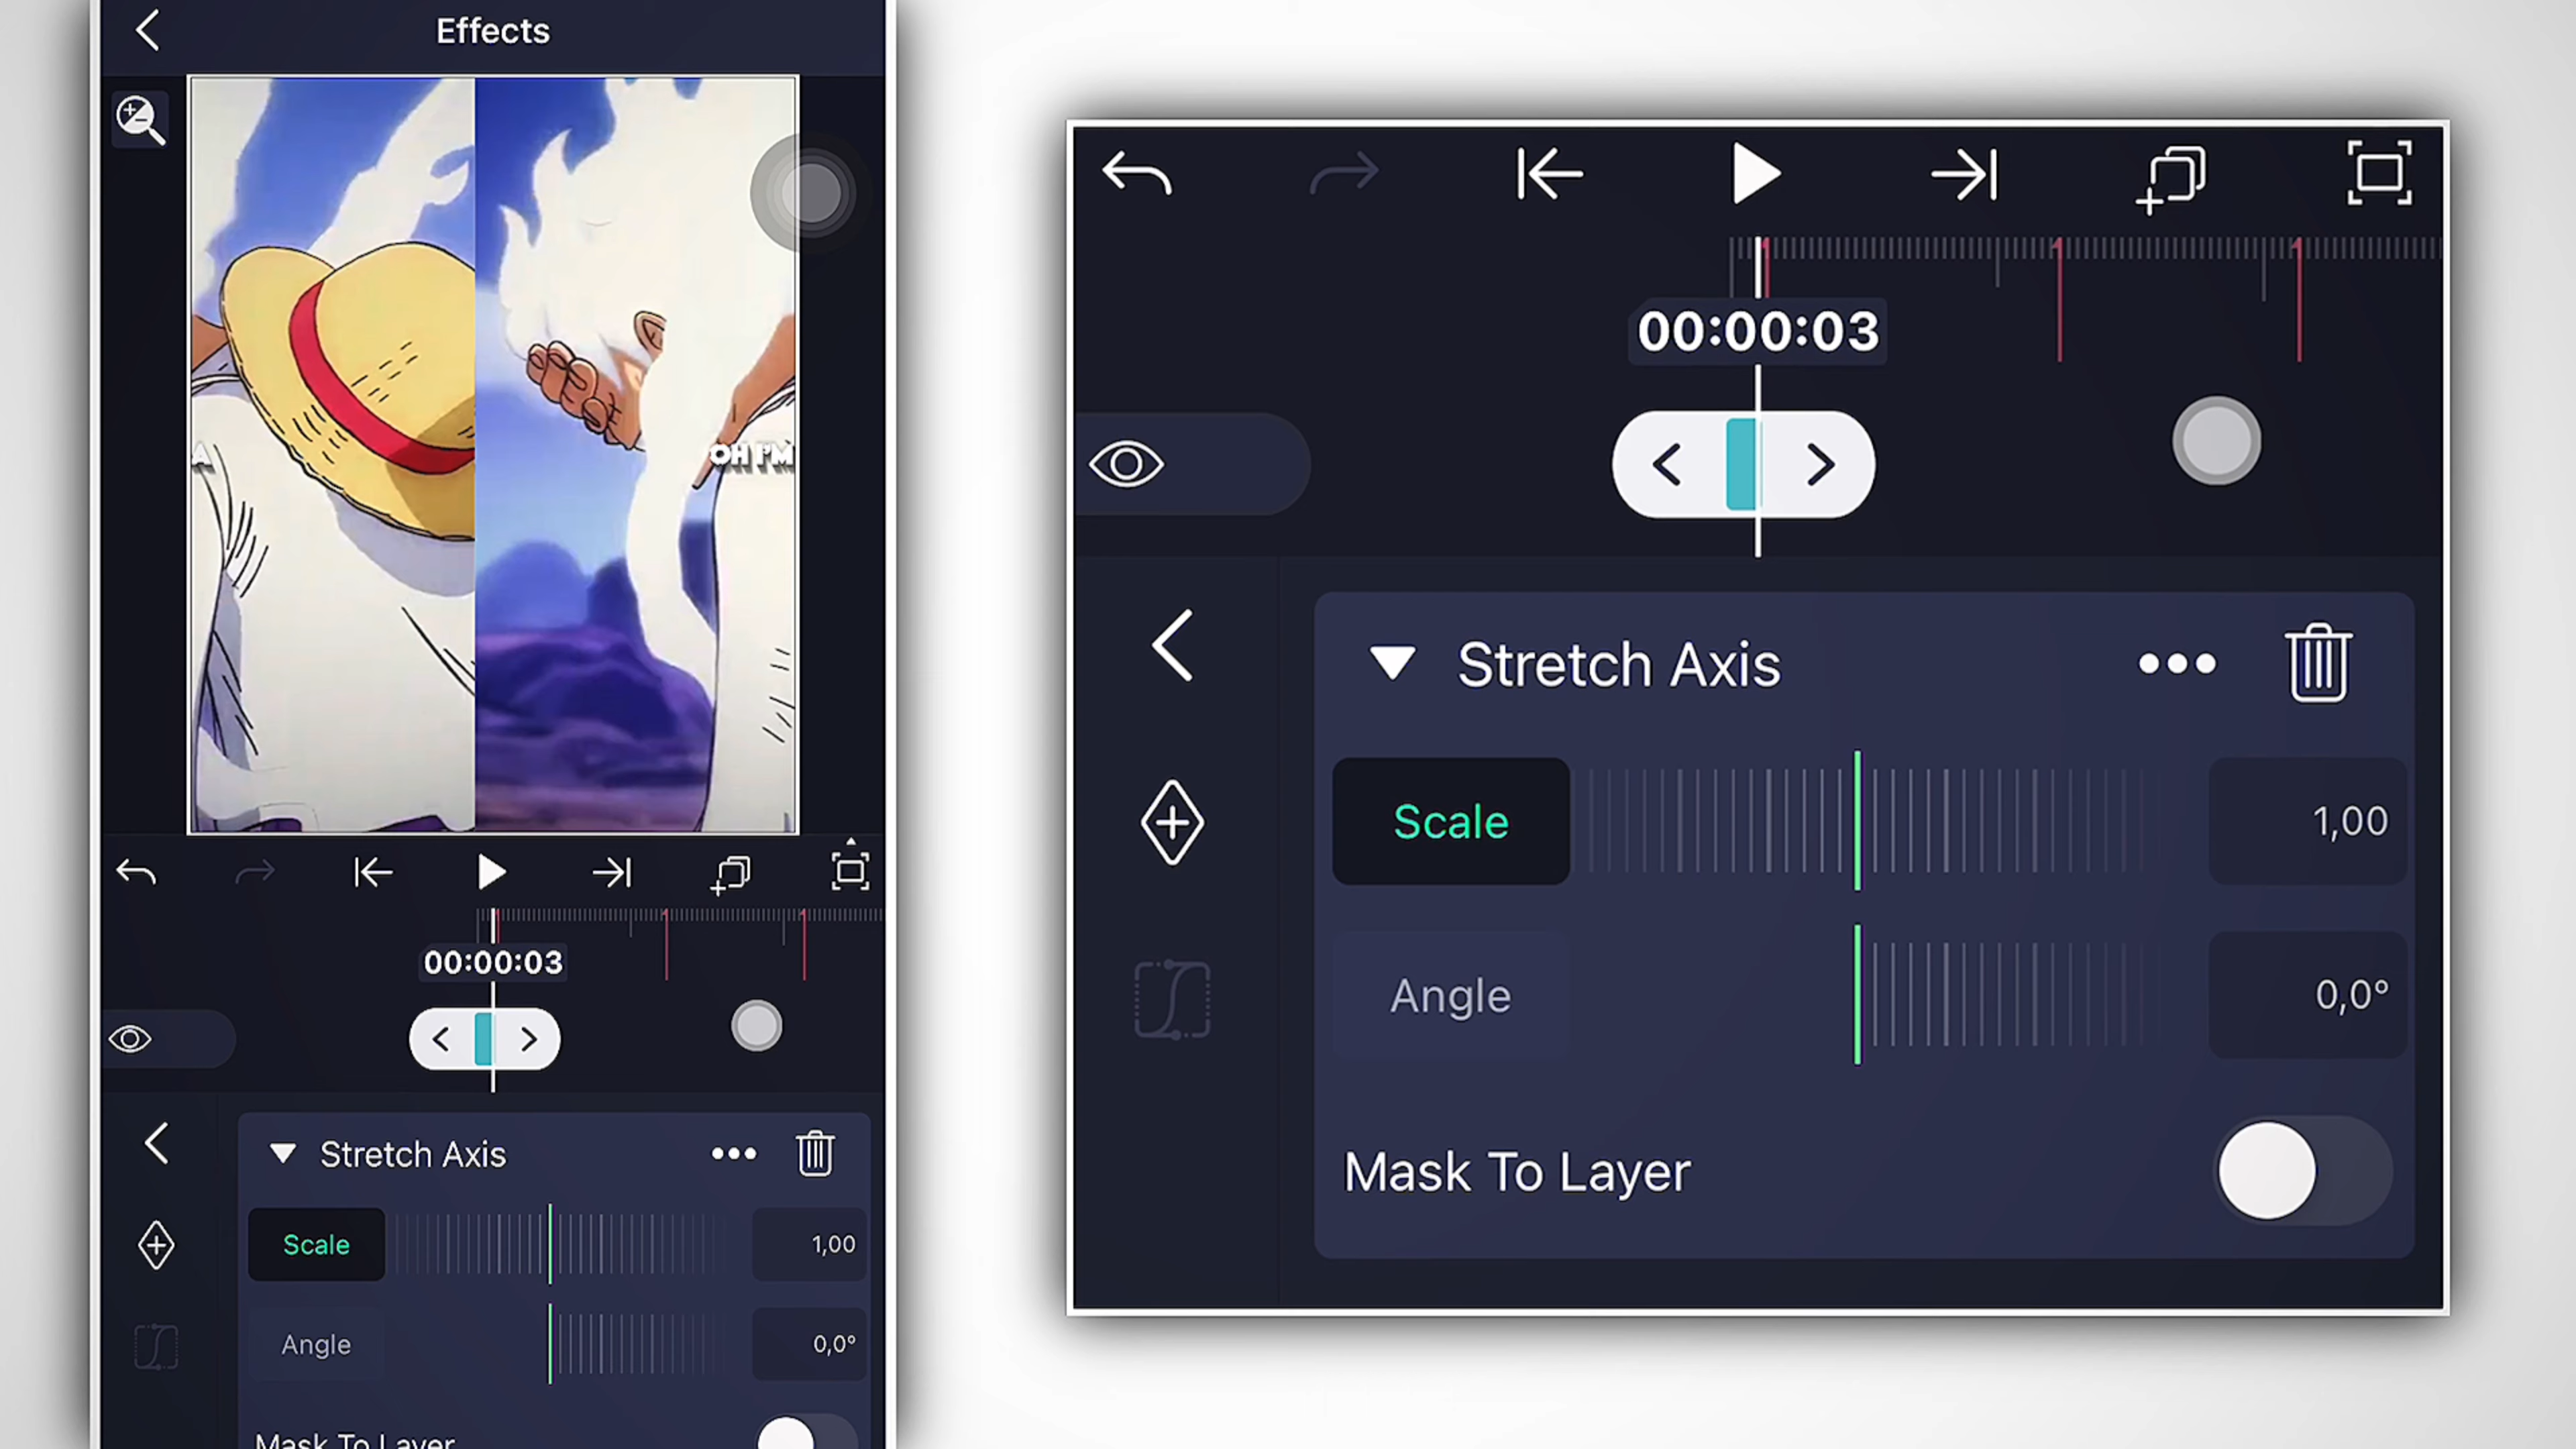 Effects
A
OH I'M
00:00:03
Stretch Axis
Scale
1,00
Angle
0,0°
Mask To Layer
00:00:03
Stretch Axis
Scale
1,00
Angle
0,0°
Mask To Layer